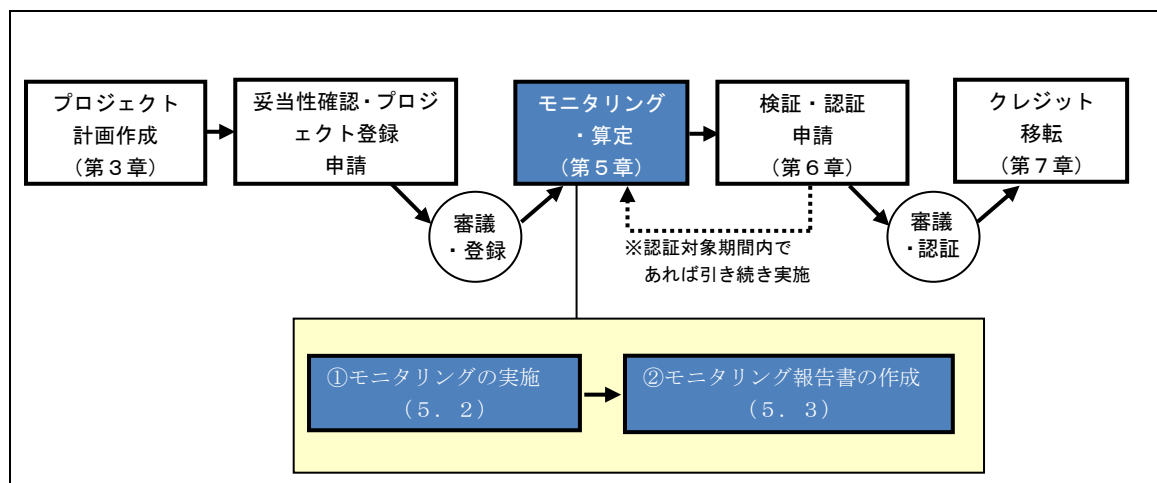 プロジェクト
計画作成
（第３章）
妥当性確認・プロジ
ェクト登録
申請
モニタリング
・算定
（第５章）
検証・認証
申請
（第６章）
クレジット
移転
（第７章）
審議
・登録
審議
・認証
※認証対象期間内で
あれば引き続き実施
①モニタリングの実施
（５．２）
②モニタリング報告書の作成
（５．３）